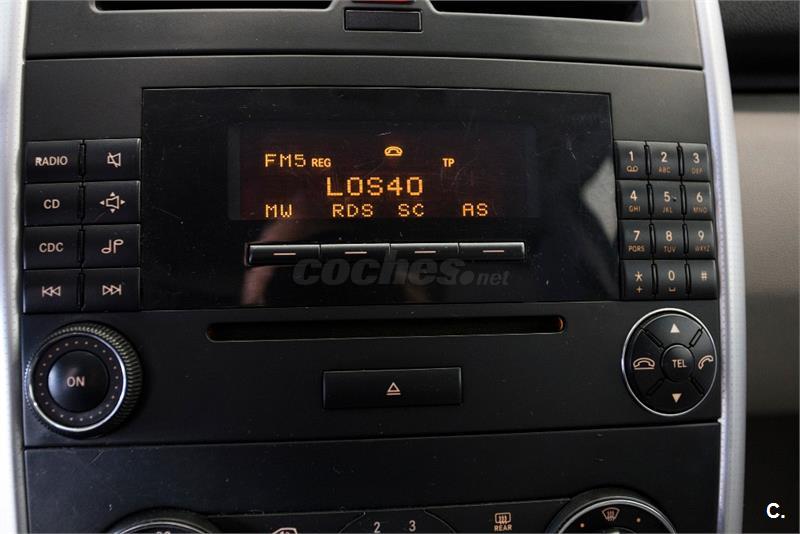 FM5 REG TP
LOS40
MW RDS SC AS
RADIO
CD
CDC
1 2 ABC 3 DEF
4 GHI 5 JKL 6 MNO
7 PQRS 8 TUV 9 WXYZ
* + 0 #
coches.net
ON
TEL
2 3
REAR
C.